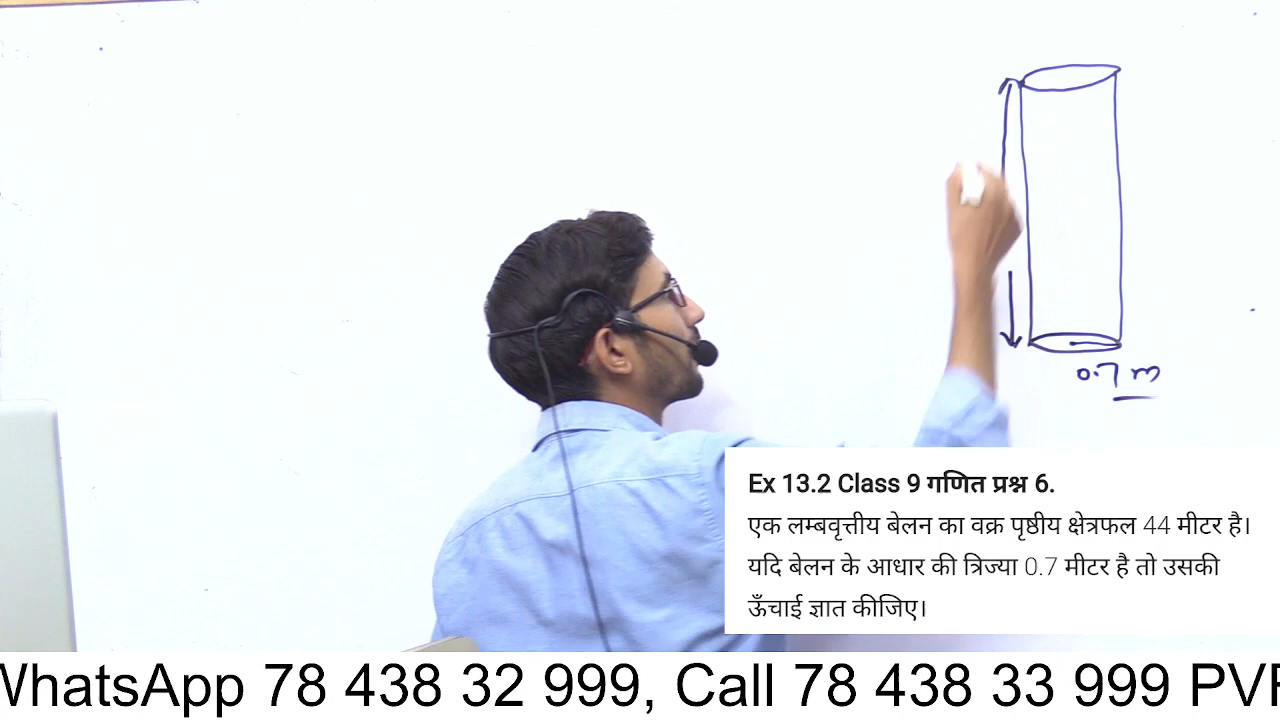 0.7 m
Ex 13.2 Class 9 गणित प्रश्न 6.
एक लम्बवृत्तीय बेलन का वक्र पृष्ठीय क्षेत्रफल 44 मीटर है।
यदि बेलन के आधार की त्रिज्या 0.7 मीटर है तो उसकी
ऊँचाई ज्ञात कीजिए।
WhatsApp 78 438 32 999, Call 78 438 33 999